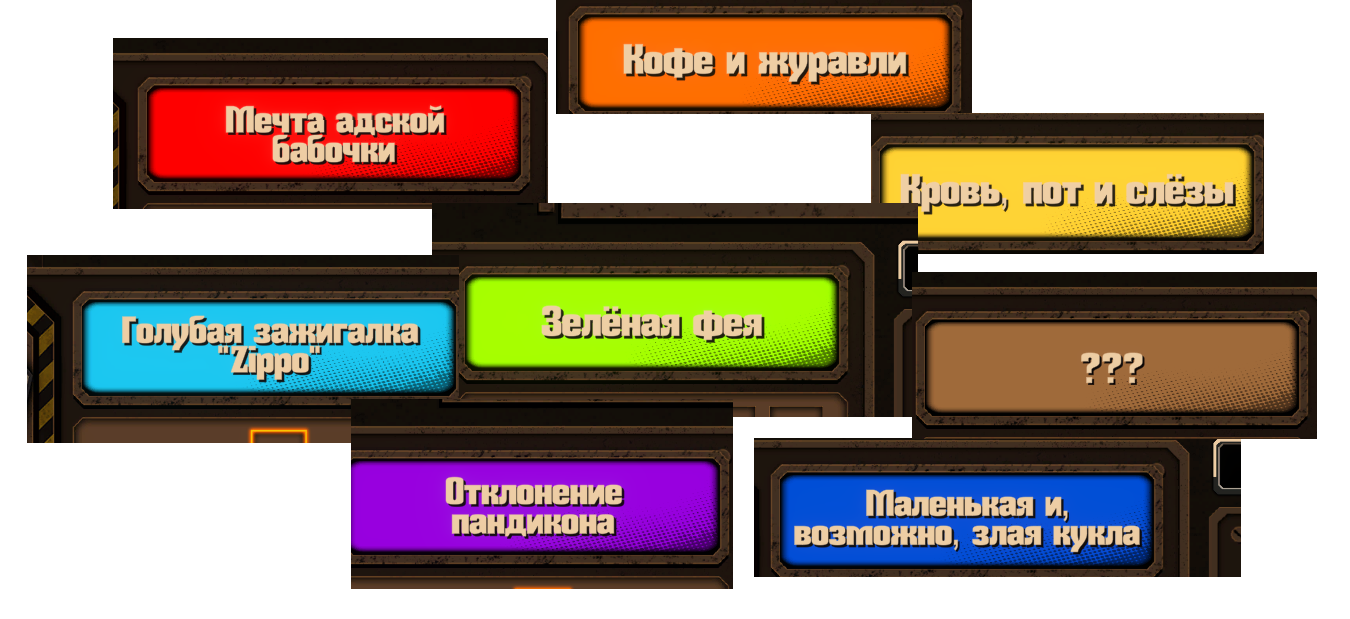 Кофе и журавли
Мечта адской
бабочки
Кровь, пот и слёзы
Голубая зажигалка
"Zippo"
Зелёная фея
???
Отклонение
пандикона
Маленькая и,
возможно, злая кукла